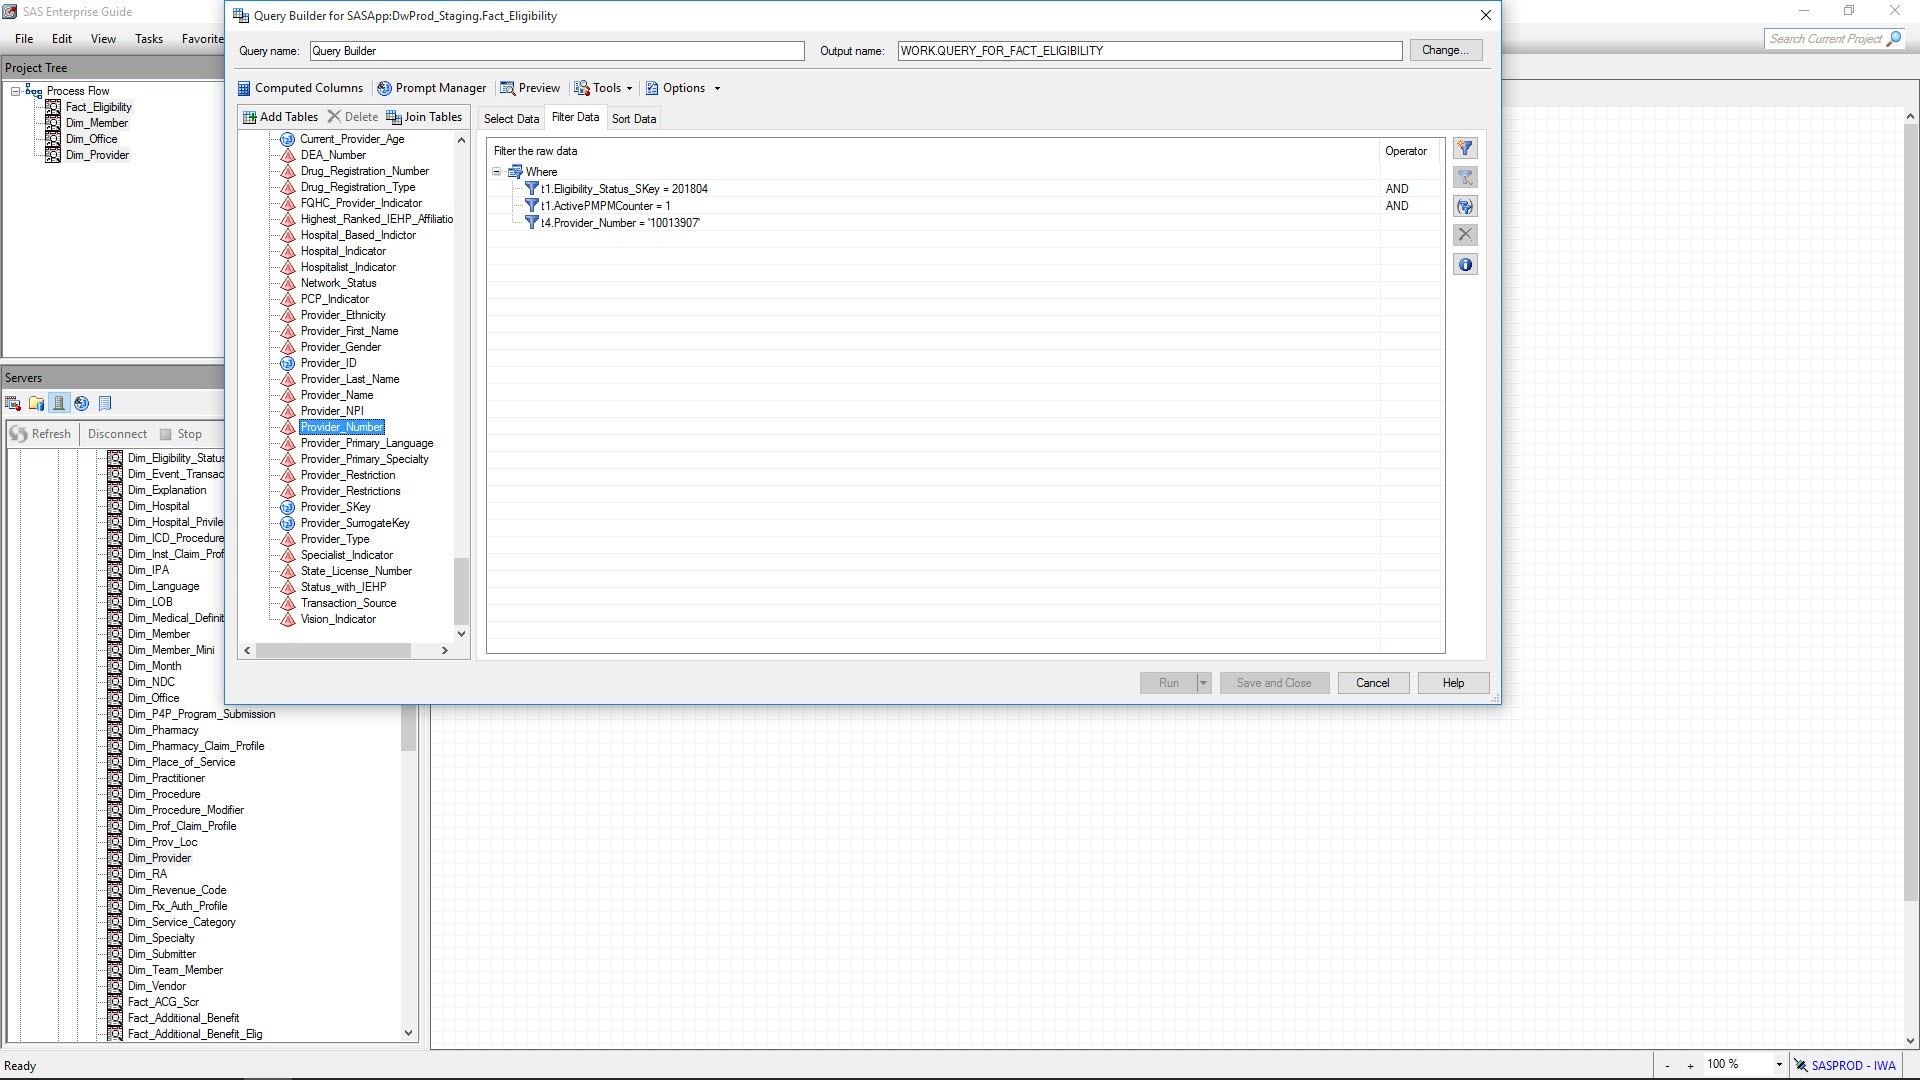 SAS Enterprise Guide
File Edit View Tasks Favorite
Search Current Project
Project Tree
Process Flow
Fact_Eligibility
Dim_Member
Dim_Office
Dim_Provider
Servers
Refresh Disconnect Stop
Dim_Eligibility_Status
Dim_Event_Transac
Dim_Explanation
Dim_Hospital
Dim_Hospital_Privile
Dim_ICD_Procedure
Dim_Inst_Claim_Prof
Dim_IPA
Dim_Language
Dim_LOB
Dim_Medical_Definit
Dim_Member
Dim_Member_Mini
Dim_Month
Dim_NDC
Dim_Office
Dim_P4P_Program_Submission
Dim_Pharmacy
Dim_Pharmacy_Claim_Profile
Dim_Place_of_Service
Dim_Practitioner
Dim_Procedure
Dim_Procedure_Modifier
Dim_Prof_Claim_Profile
Dim_Prov_Loc
Dim_Provider
Dim_RA
Dim_Revenue_Code
Dim_Rx_Auth_Profile
Dim_Service_Category
Dim_Specialty
Dim_Submitter
Dim_Team_Member
Dim_Vendor
Fact_ACG_Scr
Fact_Additional_Benefit
Fact_Additional_Benefit_Elig
Query Builder for SASApp:DwProd_Staging.Fact_Eligibility
Query name: Query Builder Output name: WORK.QUERY_FOR_FACT_ELIGIBILITY Change...
Computed Columns Prompt Manager Preview Tools Options
Add Tables Delete Join Tables
Current_Provider_Age
DEA_Number
Drug_Registration_Number
Drug_Registration_Type
FQHC_Provider_Indicator
Highest_Ranked_IEHP_Affiliatio
Hospital_Based_Indictor
Hospital_Indicator
Hospitalist_Indicator
Network_Status
PCP_Indicator
Provider_Ethnicity
Provider_First_Name
Provider_Gender
Provider_ID
Provider_Last_Name
Provider_Name
Provider_NPI
Provider_Number
Provider_Primary_Language
Provider_Primary_Specialty
Provider_Restriction
Provider_Restrictions
Provider_SKey
Provider_SurrogateKey
Provider_Type
Specialist_Indicator
State_License_Number
Status_with_IEHP
Transaction_Source
Vision_Indicator
Select Data Filter Data Sort Data
Filter the raw data Operator
Where
t1.Eligibility_Status_SKey = 201804 AND
t1.ActivePMPMCounter = 1 AND
t4.Provider_Number = '10013907'
Run Save and Close Cancel Help
Ready - + 100 % SASPROD - IWA